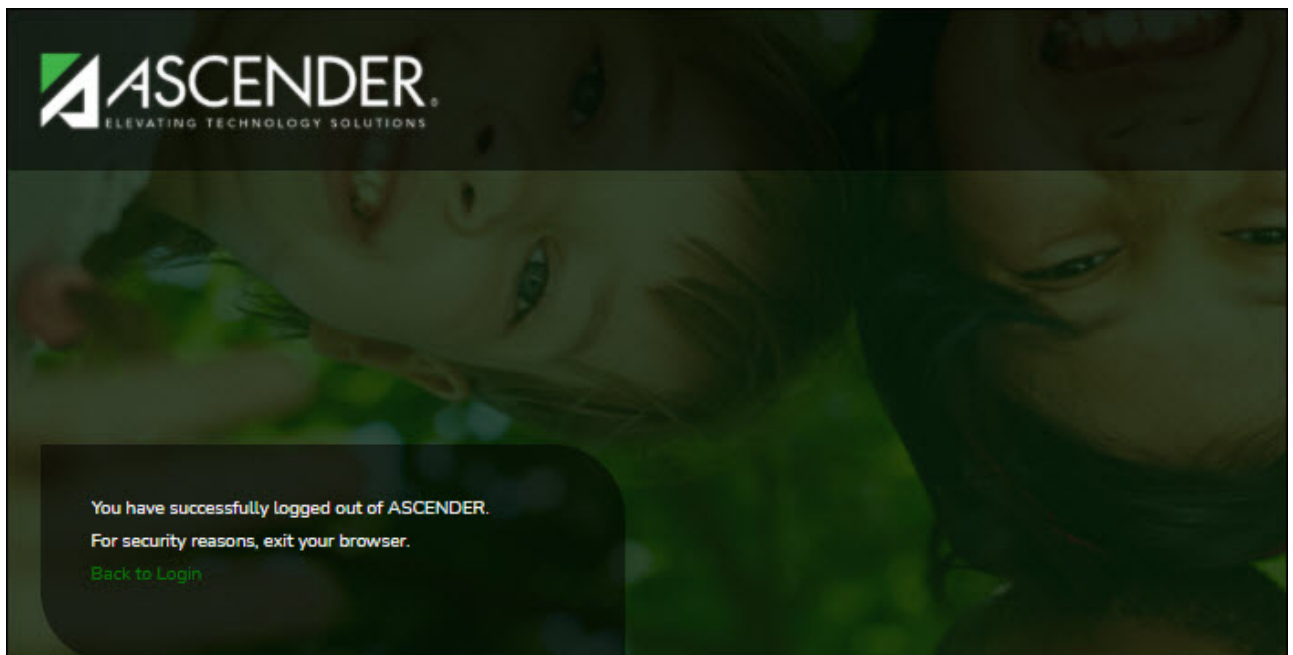 ASCENDER®
ELEVATING TECHNOLOGY SOLUTIONS
You have successfully logged out of ASCENDER.
For security reasons, exit your browser.
Back to Login